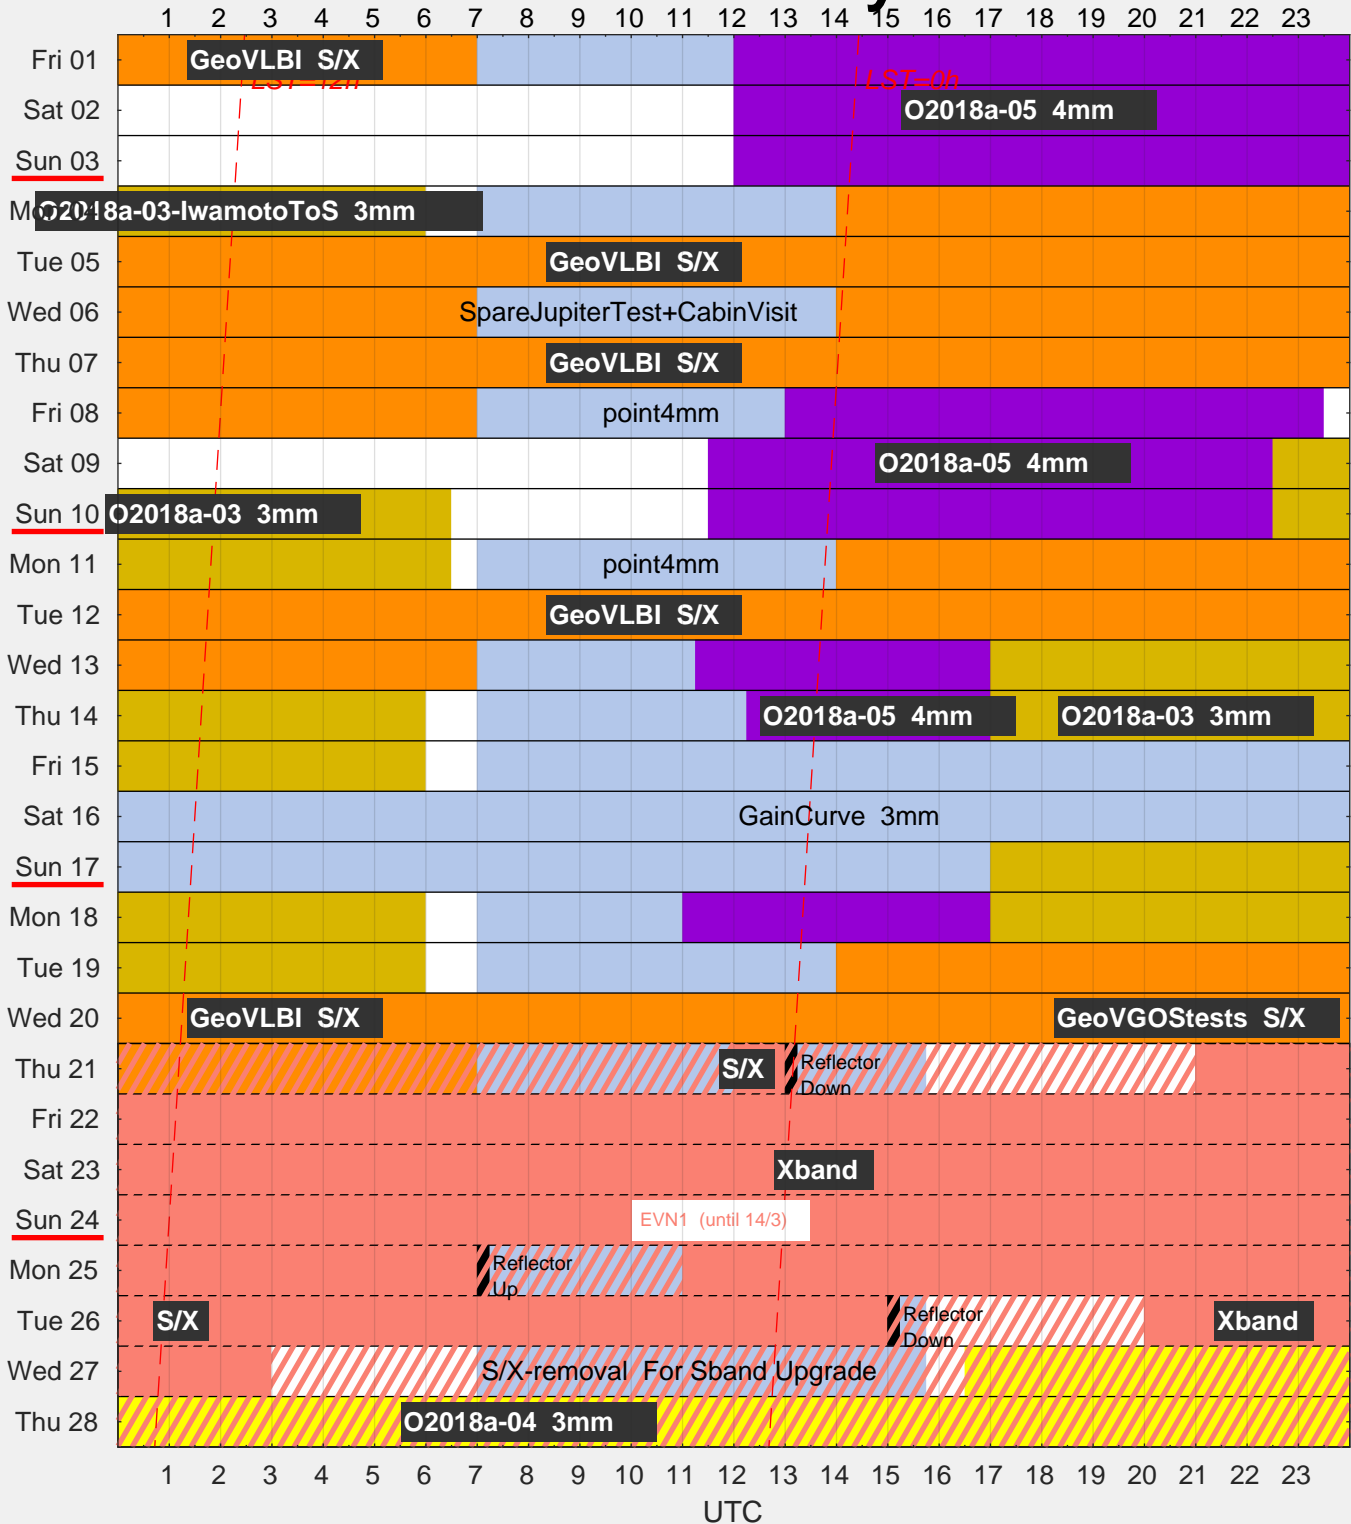 1 2 3 4 5 6 7 8 9 10 11 12 13 14 15 16 17 18 19 20 21 22 23
Fri 01 GeoVLBI S/X
LST=12h LST=0h
Sat 02 O2018a-05 4mm
Sun 03
O2018a-03-IwamotoToS 3mm
Tue 05 GeoVLBI S/X
Wed 06 SpareJupiterTest+CabinVisit
Thu 07 GeoVLBI S/X
Fri 08 point4mm
Sat 09 O2018a-05 4mm
Sun 10 O2018a-03 3mm
Mon 11 point4mm
Tue 12 GeoVLBI S/X
Wed 13
Thu 14 O2018a-05 4mm O2018a-03 3mm
Fri 15
Sat 16 GainCurve 3mm
Sun 17
Mon 18
Tue 19
Wed 20 GeoVLBI S/X GeoVGOStests S/X
Thu 21 S/X Reflector
Down
Fri 22
Sat 23 Xband
Sun 24 EVN1 (until 14/3)
Mon 25 Reflector
Up
Tue 26 S/X Reflector Xband
Down
Wed 27 S/X-removal For Sband Upgrade
Thu 28 O2018a-04 3mm
1 2 3 4 5 6 7 8 9 10 11 12 13 14 15 16 17 18 19 20 21 22 23
UTC